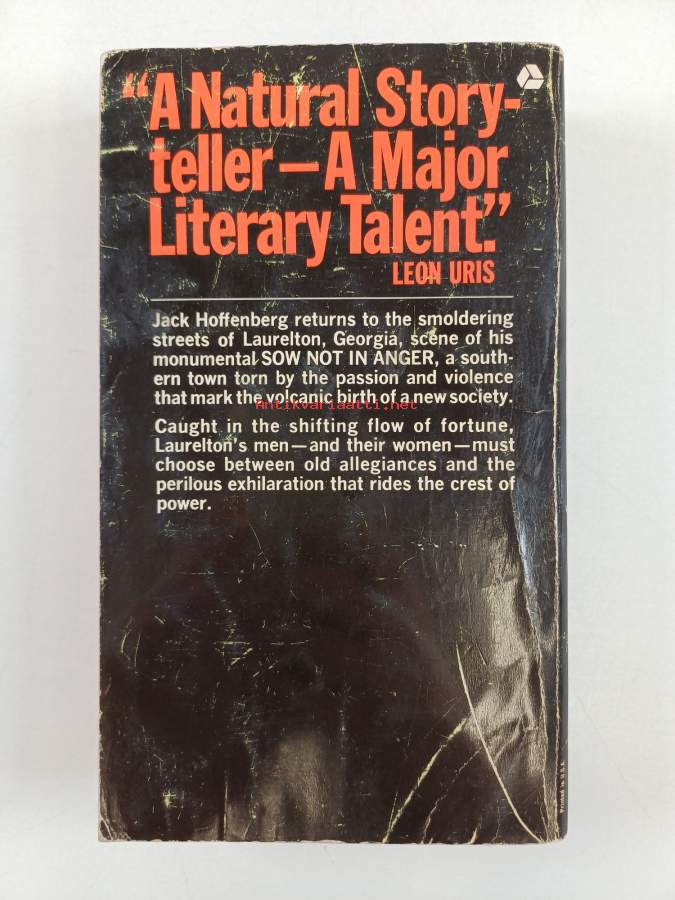 "A Natural Story-
teller—A Major
Literary Talent."
LEON URIS
Jack Hoffenberg returns to the smoldering
streets of Laurelton, Georgia, scene of his
monumental SOW NOT IN ANGER, a south-
ern town torn by the passion and violence
that mark the volcanic birth of a new society.
antikvariaatti.net
Caught in the shifting flow of fortune,
Laurelton's men—and their women—must
choose between old allegiances and the
perilous exhilaration that rides the crest of
power.
Printed in U.S.A.